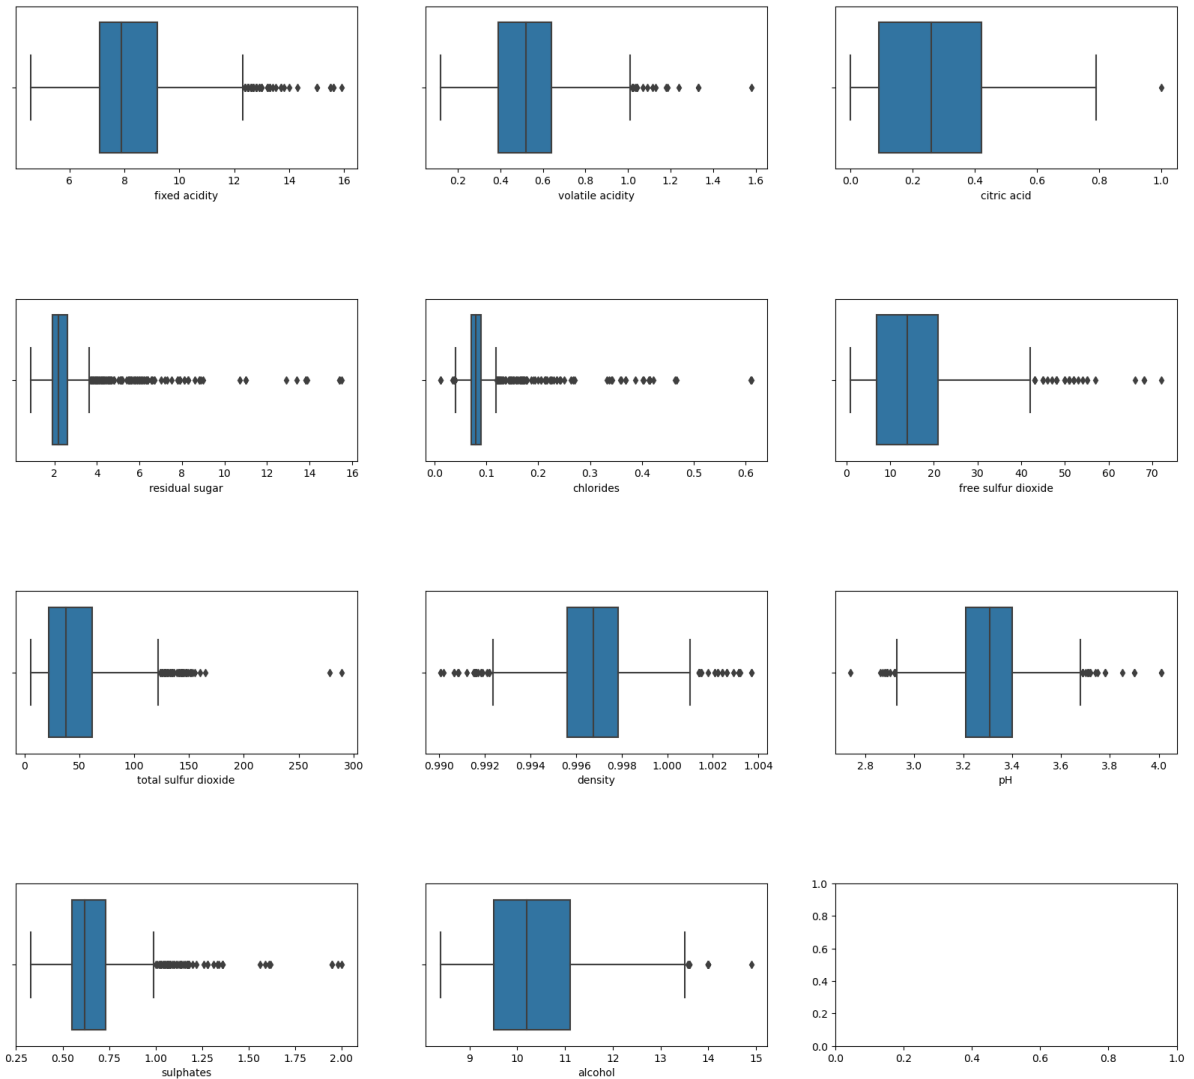 6 8 10 12 14 16
fixed acidity
0.2 0.4 0.6 0.8 1.0 1.2 1.4 1.6
volatile acidity
0.0 0.2 0.4 0.6 0.8 1.0
citric acid
2 4 6 8 10 12 14 16
residual sugar
0.0 0.1 0.2 0.3 0.4 0.5 0.6
chlorides
0 10 20 30 40 50 60 70
free sulfur dioxide
0 50 100 150 200 250 300
total sulfur dioxide
0.990 0.992 0.994 0.996 0.998 1.000 1.002 1.004
density
2.8 3.0 3.2 3.4 3.6 3.8 4.0
pH
0.25 0.50 0.75 1.00 1.25 1.50 1.75 2.00
sulphates
9 10 11 12 13 14 15
alcohol
1.0
0.8
0.6
0.4
0.2
0.0
0.0 0.2 0.4 0.6 0.8 1.0